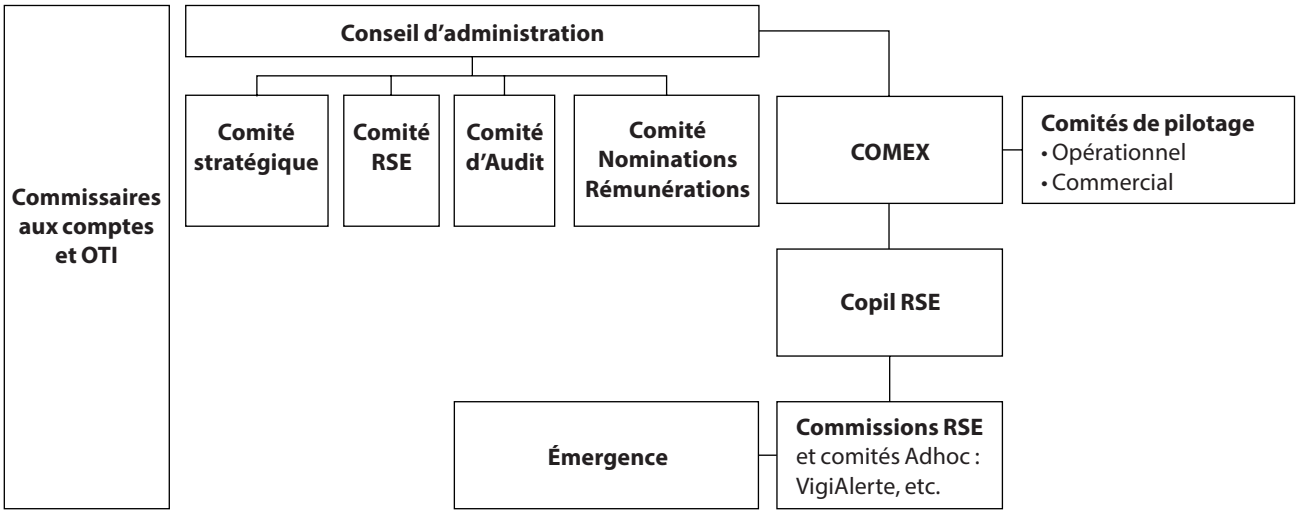 Commissaires
aux comptes
et OTI
Conseil d’administration
Comité
stratégique
Comité
RSE
Comité
d’Audit
Comité
Nominations
Rémunérations
COMEX
Comités de pilotage
• Opérationnel
• Commercial
Copil RSE
Émergence
Commissions RSE
et comités Adhoc :
VigiAlerte, etc.